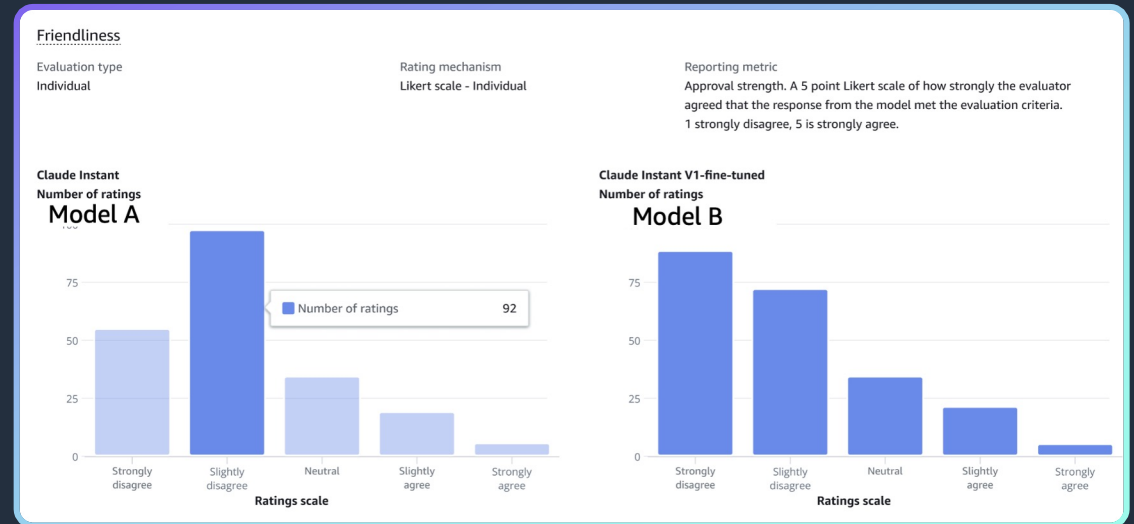 Friendliness
Evaluation type
Individual
Rating mechanism
Likert scale - Individual
Reporting metric
Approval strength. A 5 point Likert scale of how strongly the evaluator
agreed that the response from the model met the evaluation criteria.
1 strongly disagree, 5 is strongly agree.
Claude Instant
Number of ratings
Model A
75
50
25
0
Number of ratings 92
Strongly disagree
Slightly disagree
Neutral
Slightly agree
Strongly agree
Ratings scale
Claude Instant V1-fine-tuned
Number of ratings
Model B
75
50
25
0
Strongly disagree
Slightly disagree
Neutral
Slightly agree
Strongly agree
Ratings scale